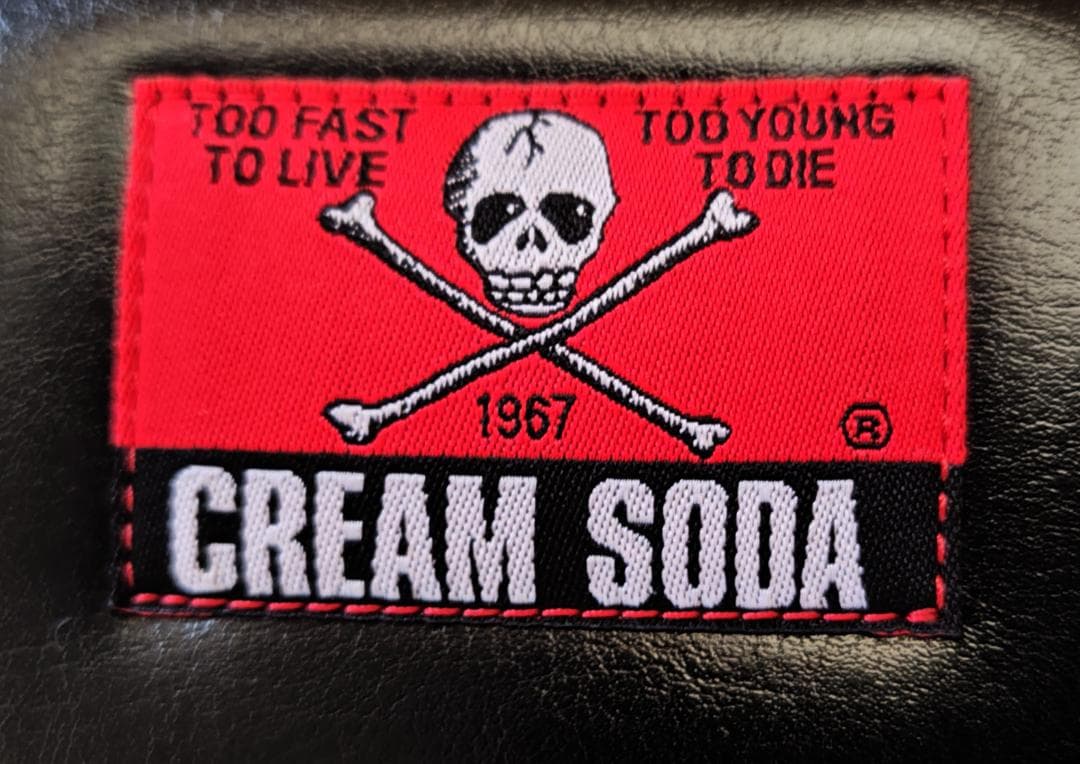 TOO FAST
TO LIVE
TOO YOUNG
TO DIE
1967
®
CREAM SODA